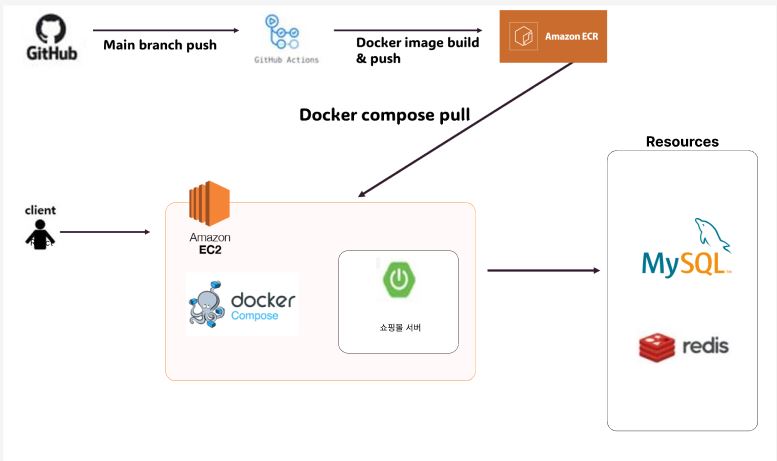 GitHub
Main branch push
GitHub Actions
Docker image build
& push
Amazon ECR
Docker compose pull
Resources
client
Amazon
EC2
docker
Compose
쇼핑몰 서버
MySQL
redis